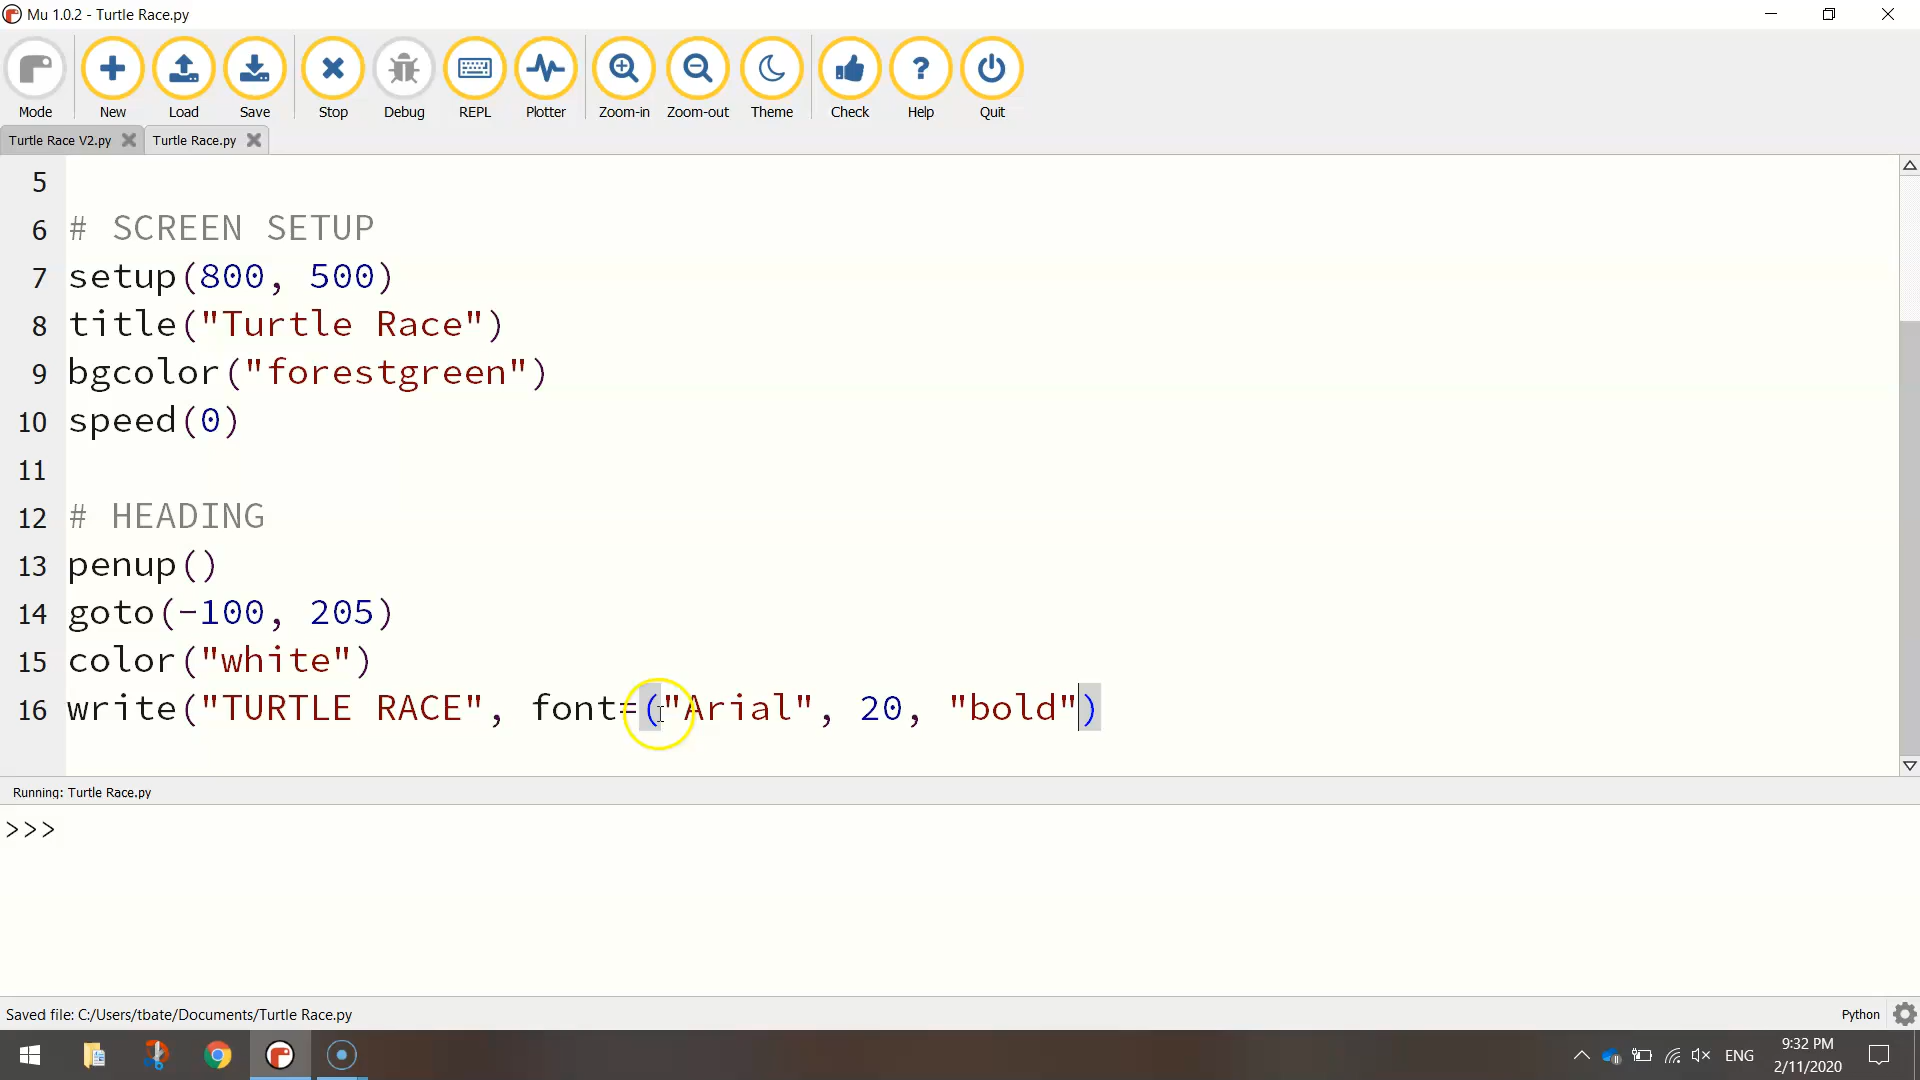 Mu 1.0.2 - Turtle Race.py
Mode New Load Save Stop Debug REPL Plotter Zoom-in Zoom-out Theme Check Help Quit
Turtle Race V2.py Turtle Race.py
5
6 # SCREEN SETUP
7 setup(800, 500)
8 title("Turtle Race")
9 bgcolor("forestgreen")
10 speed(0)
11
12 # HEADING
13 penup()
14 goto(-100, 205)
15 color("white")
16 write("TURTLE RACE", font=("Arial", 20, "bold")
Running: Turtle Race.py
>>>
Saved file: C:/Users/tbate/Documents/Turtle Race.py Python
ENG 9:32 PM
2/11/2020